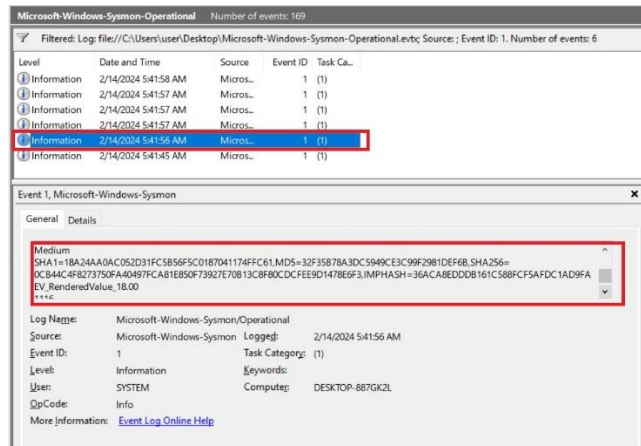 Microsoft-Windows-Sysmon-Operational Number of events: 169
Filtered: Log: file://C:\Users\user\Desktop\Microsoft-Windows-Sysmon-Operational.evtx; Source: ; Event ID: 1. Number of events: 6
Level Date and Time Source Event ID Task Ca...
Information 2/14/2024 5:41:58 AM Micros... 1 (1)
Information 2/14/2024 5:41:57 AM Micros... 1 (1)
Information 2/14/2024 5:41:57 AM Micros... 1 (1)
Information 2/14/2024 5:41:57 AM Micros... 1 (1)
Information 2/14/2024 5:41:56 AM Micros... 1 (1)
Information 2/14/2024 5:41:45 AM Micros... 1 (1)
Event 1, Microsoft-Windows-Sysmon
General Details
Medium
SHA1=18A24AA0AC052D31FC5B56F5C0187041174FFC61,MD5=32F35B78A3DC5949CE3C99F2981DEF6B,SHA256=
0CB44C4F8273750FA40497FCA81E850F73927E70B13C8F80CDCFEE9D1478E6F3,IMPHASH=36ACA8EDDDB161C588FCF5AFDC1AD9FA
EV_RenderedValue_18.00
1116
Log Name: Microsoft-Windows-Sysmon/Operational
Source: Microsoft-Windows-Sysmon Logged: 2/14/2024 5:41:56 AM
Event ID: 1 Task Category: (1)
Level: Information Keywords:
User: SYSTEM Computer: DESKTOP-887GK2L
OpCode: Info
More Information: Event Log Online Help